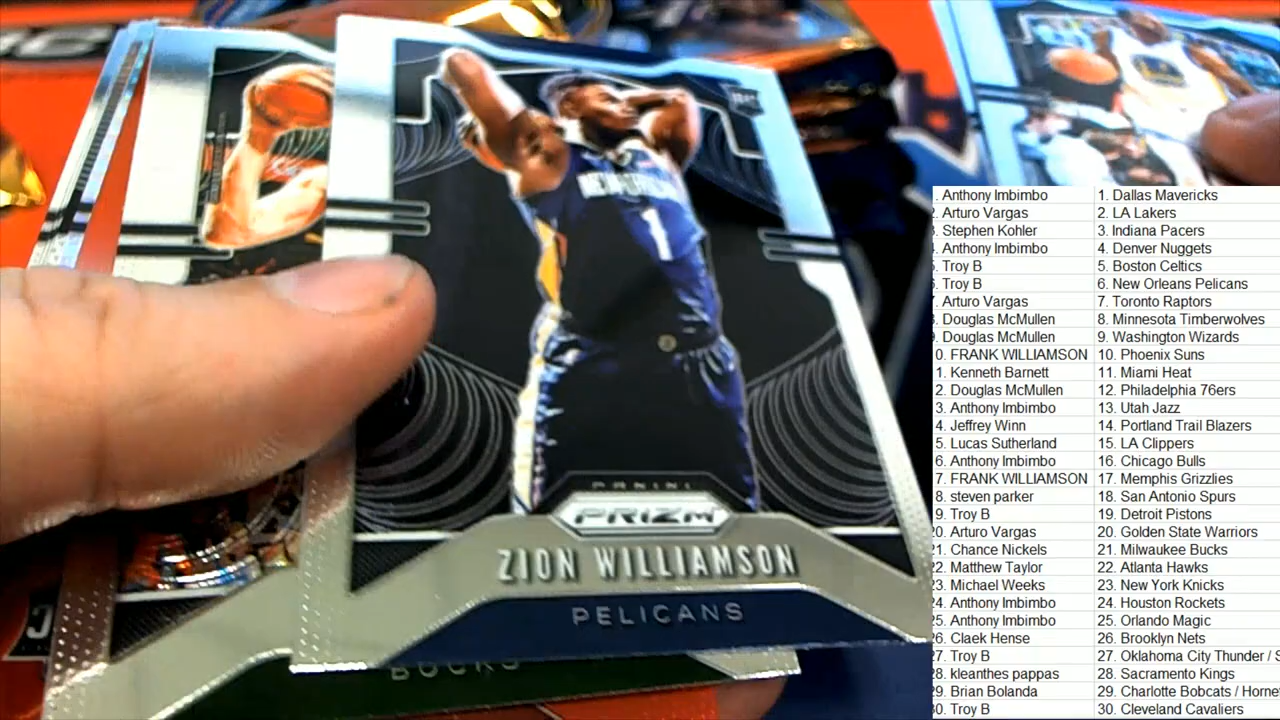 NEW ORLEANS
1
PANINI
PRIZM
ZION WILLIAMSON
PELICANS
BUCKS
. Anthony Imbimbo 1. Dallas Mavericks
2. Arturo Vargas 2. LA Lakers
3. Stephen Kohler 3. Indiana Pacers
4. Anthony Imbimbo 4. Denver Nuggets
5. Troy B 5. Boston Celtics
6. Troy B 6. New Orleans Pelicans
7. Arturo Vargas 7. Toronto Raptors
8. Douglas McMullen 8. Minnesota Timberwolves
9. Douglas McMullen 9. Washington Wizards
0. FRANK WILLIAMSON 10. Phoenix Suns
1. Kenneth Barnett 11. Miami Heat
2. Douglas McMullen 12. Philadelphia 76ers
3. Anthony Imbimbo 13. Utah Jazz
4. Jeffrey Winn 14. Portland Trail Blazers
5. Lucas Sutherland 15. LA Clippers
6. Anthony Imbimbo 16. Chicago Bulls
7. FRANK WILLIAMSON 17. Memphis Grizzlies
8. steven parker 18. San Antonio Spurs
9. Troy B 19. Detroit Pistons
20. Arturo Vargas 20. Golden State Warriors
21. Chance Nickels 21. Milwaukee Bucks
22. Matthew Taylor 22. Atlanta Hawks
23. Michael Weeks 23. New York Knicks
24. Anthony Imbimbo 24. Houston Rockets
25. Anthony Imbimbo 25. Orlando Magic
26. Claek Hense 26. Brooklyn Nets
27. Troy B 27. Oklahoma City Thunder / S
28. kleanthes pappas 28. Sacramento Kings
29. Brian Bolanda 29. Charlotte Bobcats / Horne
30. Troy B 30. Cleveland Cavaliers